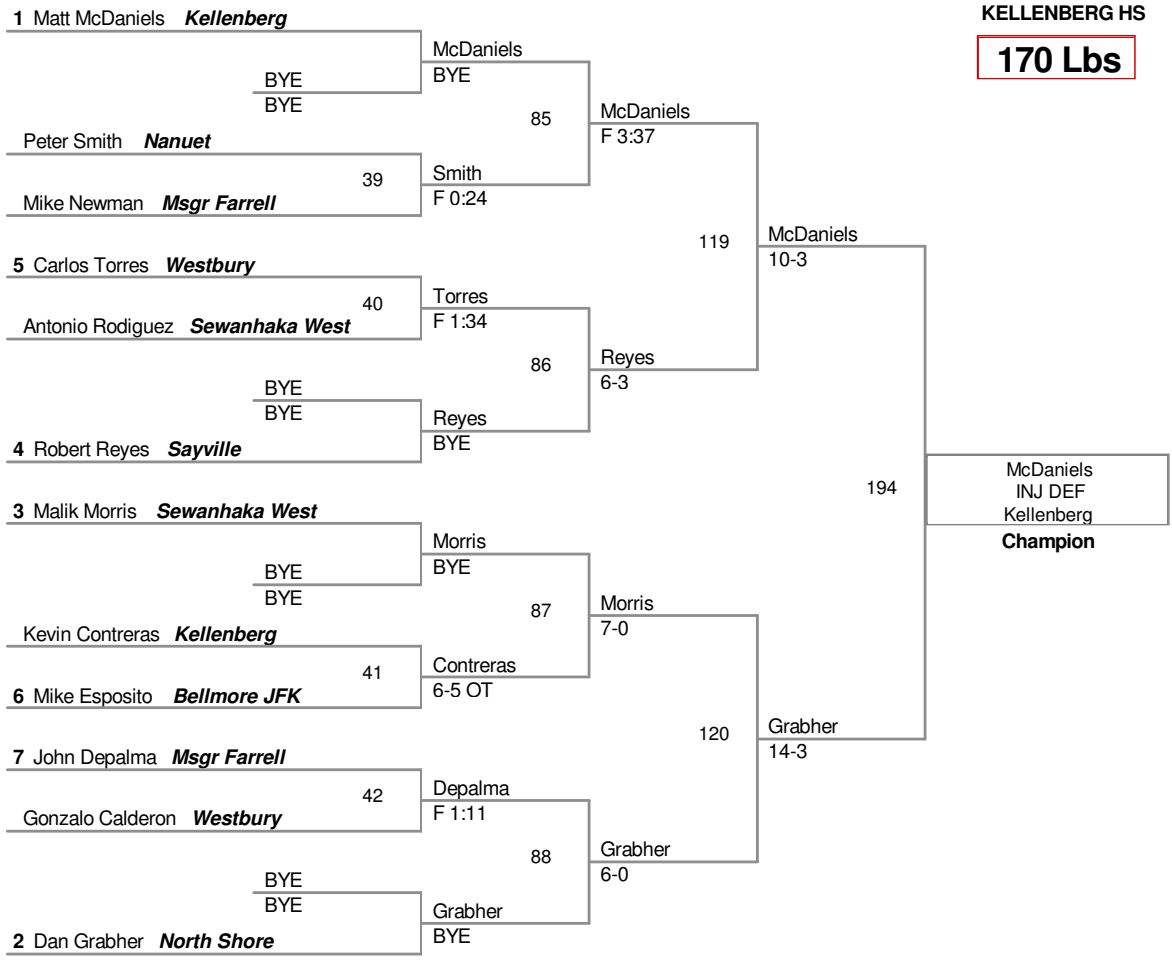 KELLENBERG HS
170 Lbs
1 Matt McDaniels Kellenberg
McDaniels
BYE
BYE
BYE
85
McDaniels
F 3:37
Peter Smith Nanuet
39
Smith
F 0:24
Mike Newman Msgr Farrell
119
McDaniels
10-3
5 Carlos Torres Westbury
40
Torres
F 1:34
Antonio Rodiguez Sewanhaka West
86
Reyes
6-3
BYE
BYE
Reyes
BYE
4 Robert Reyes Sayville
194
McDaniels
INJ DEF
Kellenberg
Champion
3 Malik Morris Sewanhaka West
Morris
BYE
BYE
BYE
87
Morris
7-0
Kevin Contreras Kellenberg
41
Contreras
6-5 OT
6 Mike Esposito Bellmore JFK
120
Grabher
14-3
7 John Depalma Msgr Farrell
42
Depalma
F 1:11
Gonzalo Calderon Westbury
88
Grabher
6-0
BYE
BYE
Grabher
BYE
2 Dan Grabher North Shore